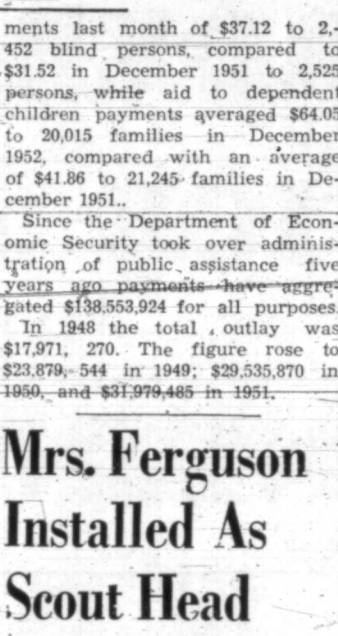 ments last month of $37.12 to 2,-
452 blind persons, compared to
$31.52 in December 1951 to 2,525
persons, while aid to dependent
children payments averaged $64.05
to 20,015 families in December
1952, compared with an average
of $41.86 to 21,245 families in De-
cember 1951..
Since the Department of Econ-
omic Security took over adminis-
tration of public assistance five
years ago payments have aggre-
gated $138,553,924 for all purposes.
In 1948 the total outlay was
$17,971, 270. The figure rose to
$23,879, 544 in 1949; $29,535,870 in
1950, and $31,979,485 in 1951.
Mrs. Ferguson
Installed As
Scout Head